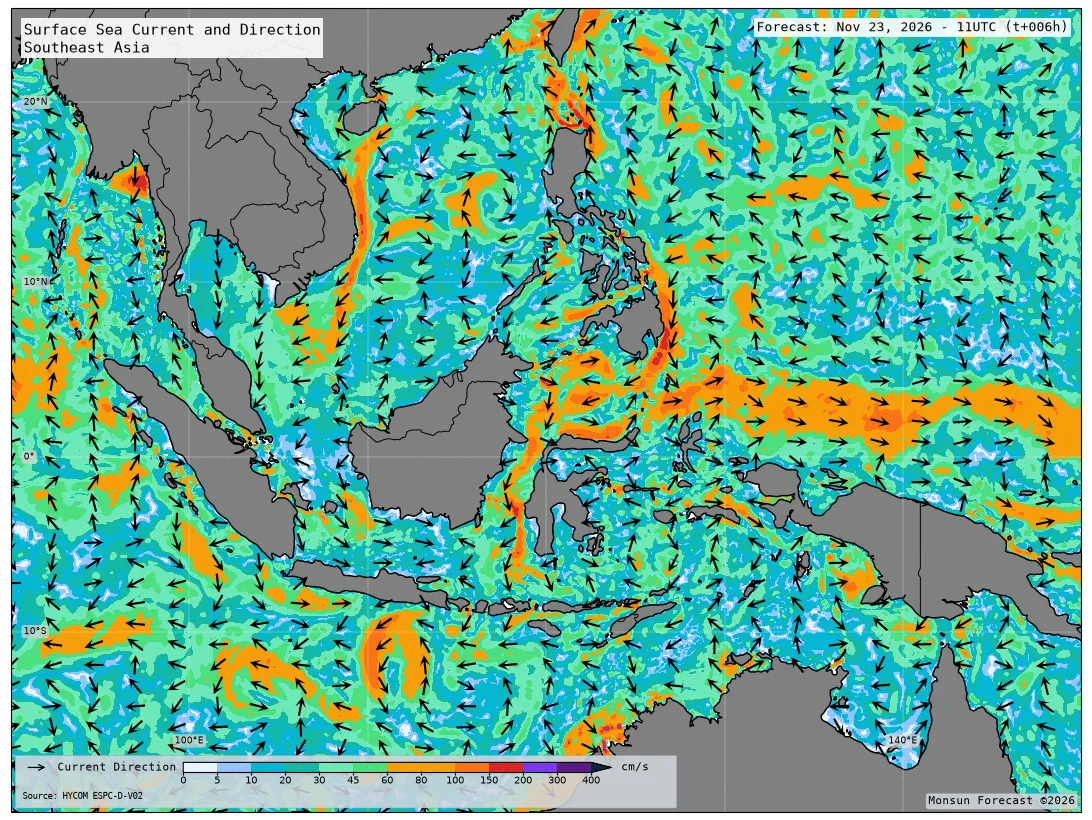 Surface Sea Current and Direction
Southeast Asia
Forecast: Nov 23, 2026 - 11UTC (t+006h)
20°N
10°N
0°
10°S
100°E
140°E
Current Direction
0 5 10 20 30 45 60 80 100 150 200 300 400
cm/s
Source: HYCOM ESPC-D-V02
Monsun Forecast ©2026